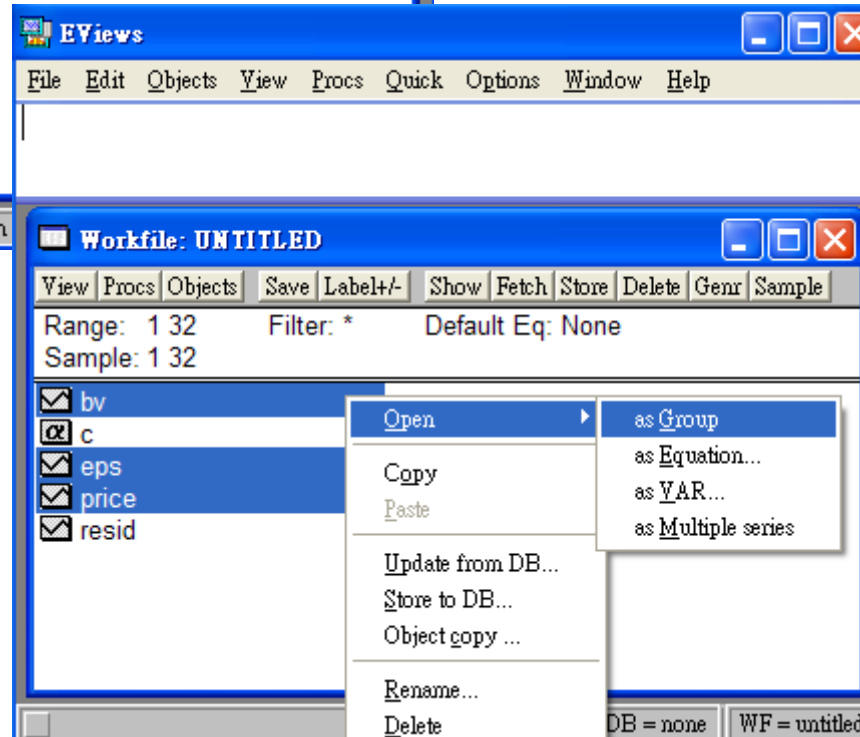 EViews
File Edit Objects View Procs Quick Options Window Help
Workfile: UNTITLED
View Procs Objects Save Label+/- Show Fetch Store Delete Genr Sample
Range: 1 32 Filter: * Default Eq: None
Sample: 1 32
bv
α c
eps
price
resid
Open
as Group
as Equation...
as VAR...
as Multiple series
Copy
Paste
Update from DB...
Store to DB...
Object copy ...
Rename...
Delete
DB = none WF = untitled